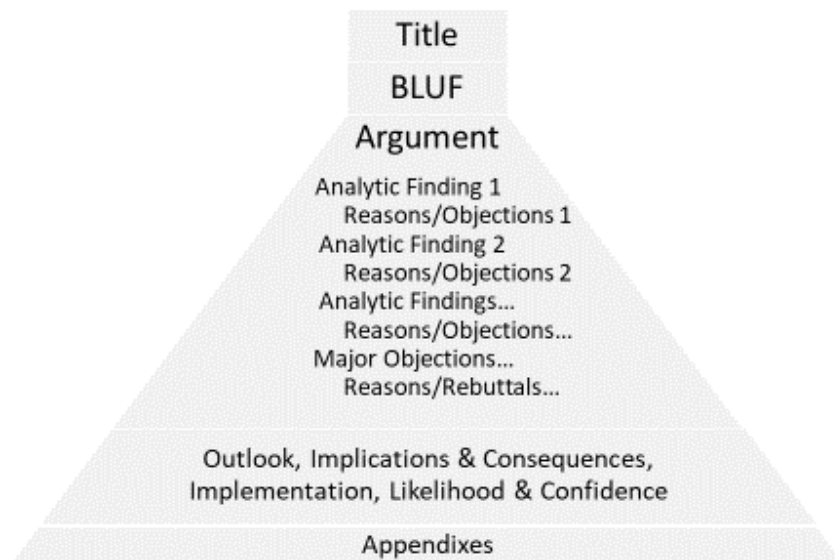 Title
BLUF
Argument
Analytic Finding 1
Reasons/Objections 1
Analytic Finding 2
Reasons/Objections 2
Analytic Findings…
Reasons/Objections…
Major Objections…
Reasons/Rebuttals…
Outlook, Implications & Consequences,
Implementation, Likelihood & Confidence
Appendixes